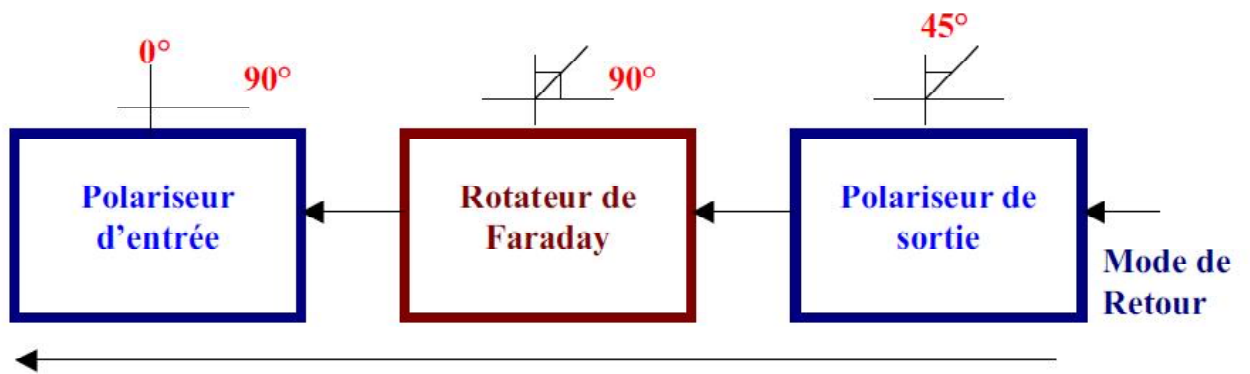 0°
90°
90°
45°
Polariseur
d'entrée
Rotateur de
Faraday
Polariseur de
sortie
Mode de
Retour